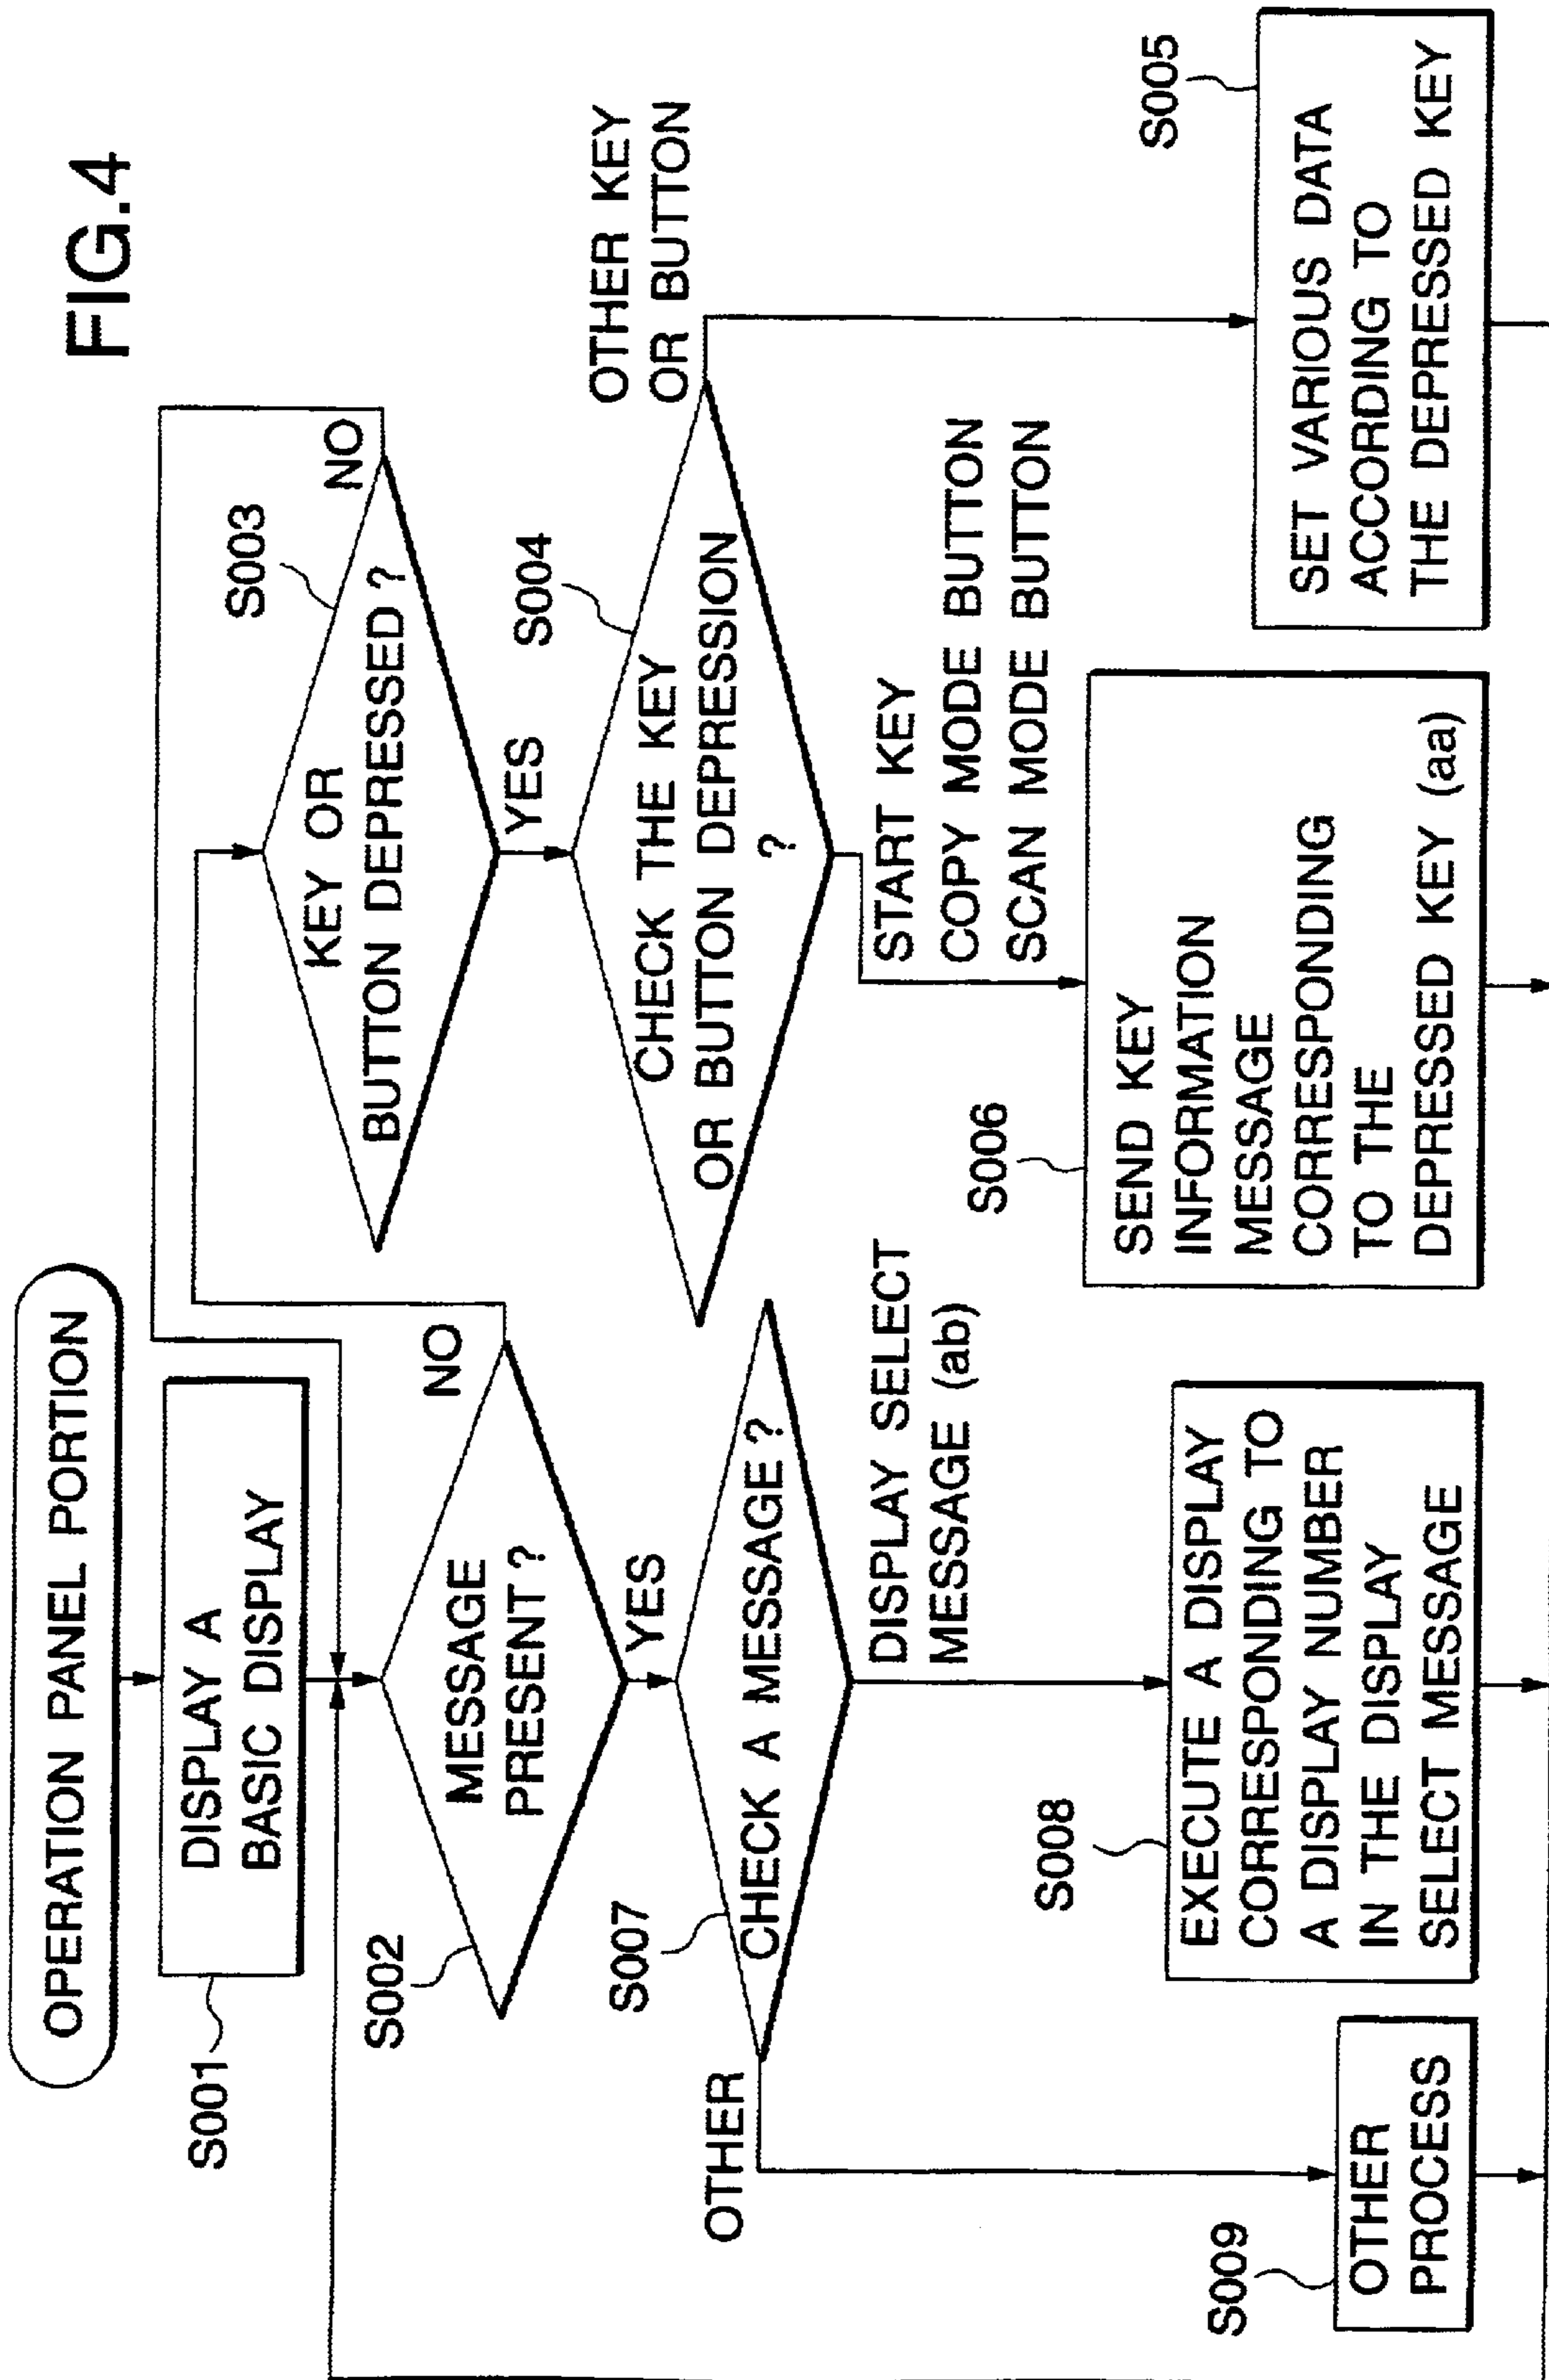 FIG.4
OPERATION PANEL PORTION
S001
DISPLAY A
BASIC DISPLAY
S002
MESSAGE
PRESENT ?
NO
YES
S003
KEY OR
BUTTON DEPRESSED ?
NO
YES
S004
CHECK THE KEY
OR BUTTON DEPRESSION
?
OTHER KEY
OR BUTTON
START KEY
COPY MODE BUTTON
SCAN MODE BUTTON
S005
SET VARIOUS DATA
ACCORDING TO
THE DEPRESSED KEY
S006
SEND KEY
INFORMATION
MESSAGE
CORRESPONDING
TO THE
DEPRESSED KEY (aa)
S007
CHECK A MESSAGE ?
OTHER
DISPLAY SELECT
MESSAGE (ab)
S008
EXECUTE A DISPLAY
CORRESPONDING TO
A DISPLAY NUMBER
IN THE DISPLAY
SELECT MESSAGE
S009
OTHER
PROCESS